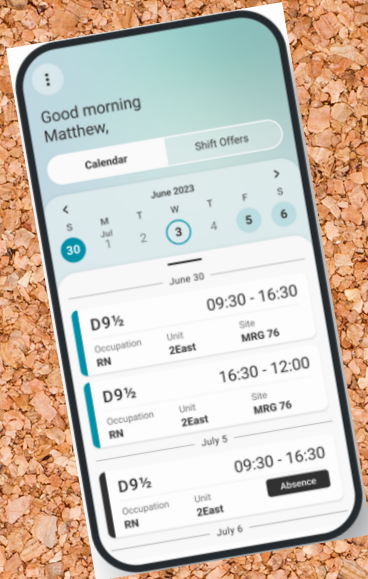 Good morning
Matthew,
Calendar Shift Offers
June 2023
S M T W T F S
Jul
30 1 2 3 4 5 6
June 30
D9½ 09:30 - 16:30
Occupation Unit Site
RN 2East MRG 76
D9½ 16:30 - 12:00
Occupation Unit Site
RN 2East MRG 76
July 5
D9½ 09:30 - 16:30
Occupation Unit Absence
RN 2East
July 6